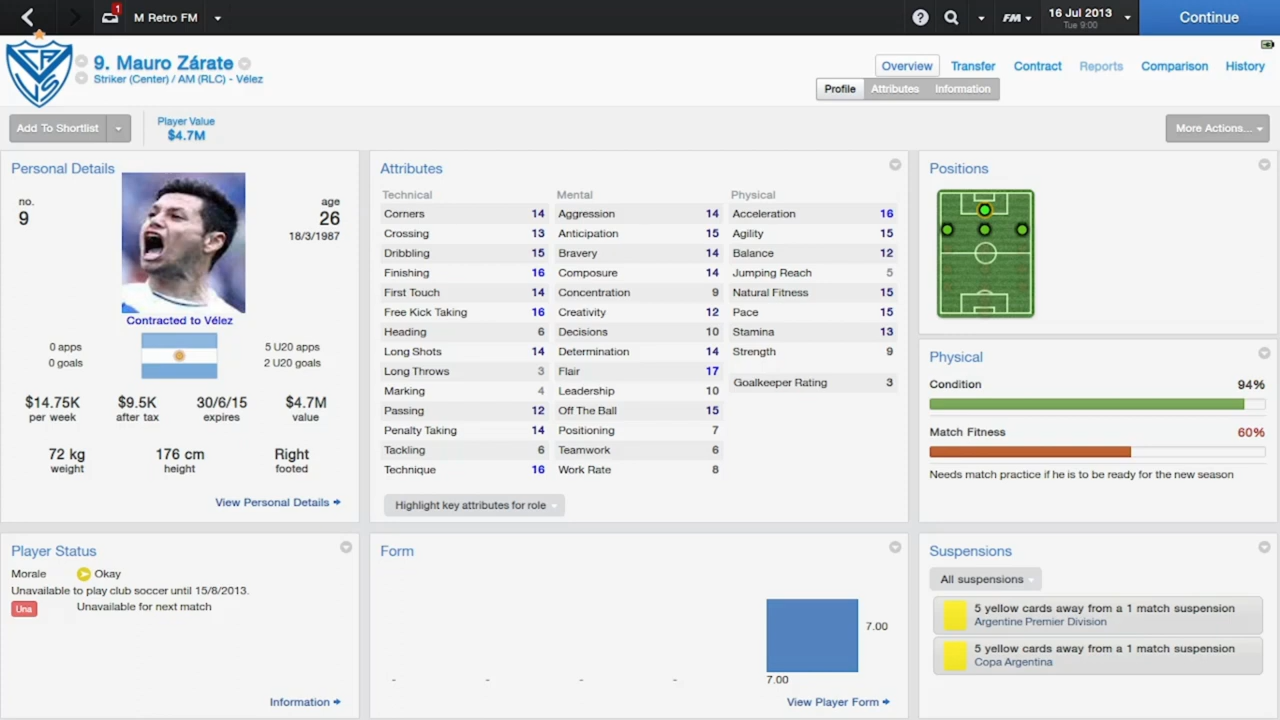 1
M Retro FM
?
FM
16 Jul 2013
Tue 9:00
Continue
9. Mauro Zárate
Striker (Center) / AM (RLC) - Vélez
Overview
Transfer
Contract
Reports
Comparison
History
Profile
Attributes
Information
Add To Shortlist
Player Value
$4.7M
More Actions...
Personal Details
no.
9
age
26
18/3/1987
Contracted to Vélez
0 apps
0 goals
5 U20 apps
2 U20 goals
$14.75K
per week
$9.5K
after tax
30/6/15
expires
$4.7M
value
72 kg
weight
176 cm
height
Right
footed
View Personal Details
Attributes
Technical
Corners 14
Crossing 13
Dribbling 15
Finishing 16
First Touch 14
Free Kick Taking 16
Heading 6
Long Shots 14
Long Throws 3
Marking 4
Passing 12
Penalty Taking 14
Tackling 6
Technique 16
Mental
Aggression 14
Anticipation 15
Bravery 14
Composure 14
Concentration 9
Creativity 12
Decisions 10
Determination 14
Flair 17
Leadership 10
Off The Ball 15
Positioning 7
Teamwork 6
Work Rate 8
Physical
Acceleration 16
Agility 15
Balance 12
Jumping Reach 5
Natural Fitness 15
Pace 15
Stamina 13
Strength 9
Goalkeeper Rating 3
Highlight key attributes for role
Positions
Physical
Condition 94%
Match Fitness 60%
Needs match practice if he is to be ready for the new season
Player Status
Morale Okay
Unavailable to play club soccer until 15/8/2013.
Una Unavailable for next match
Information
Form
7.00
- - - - 7.00
View Player Form
Suspensions
All suspensions
5 yellow cards away from a 1 match suspension
Argentine Premier Division
5 yellow cards away from a 1 match suspension
Copa Argentina